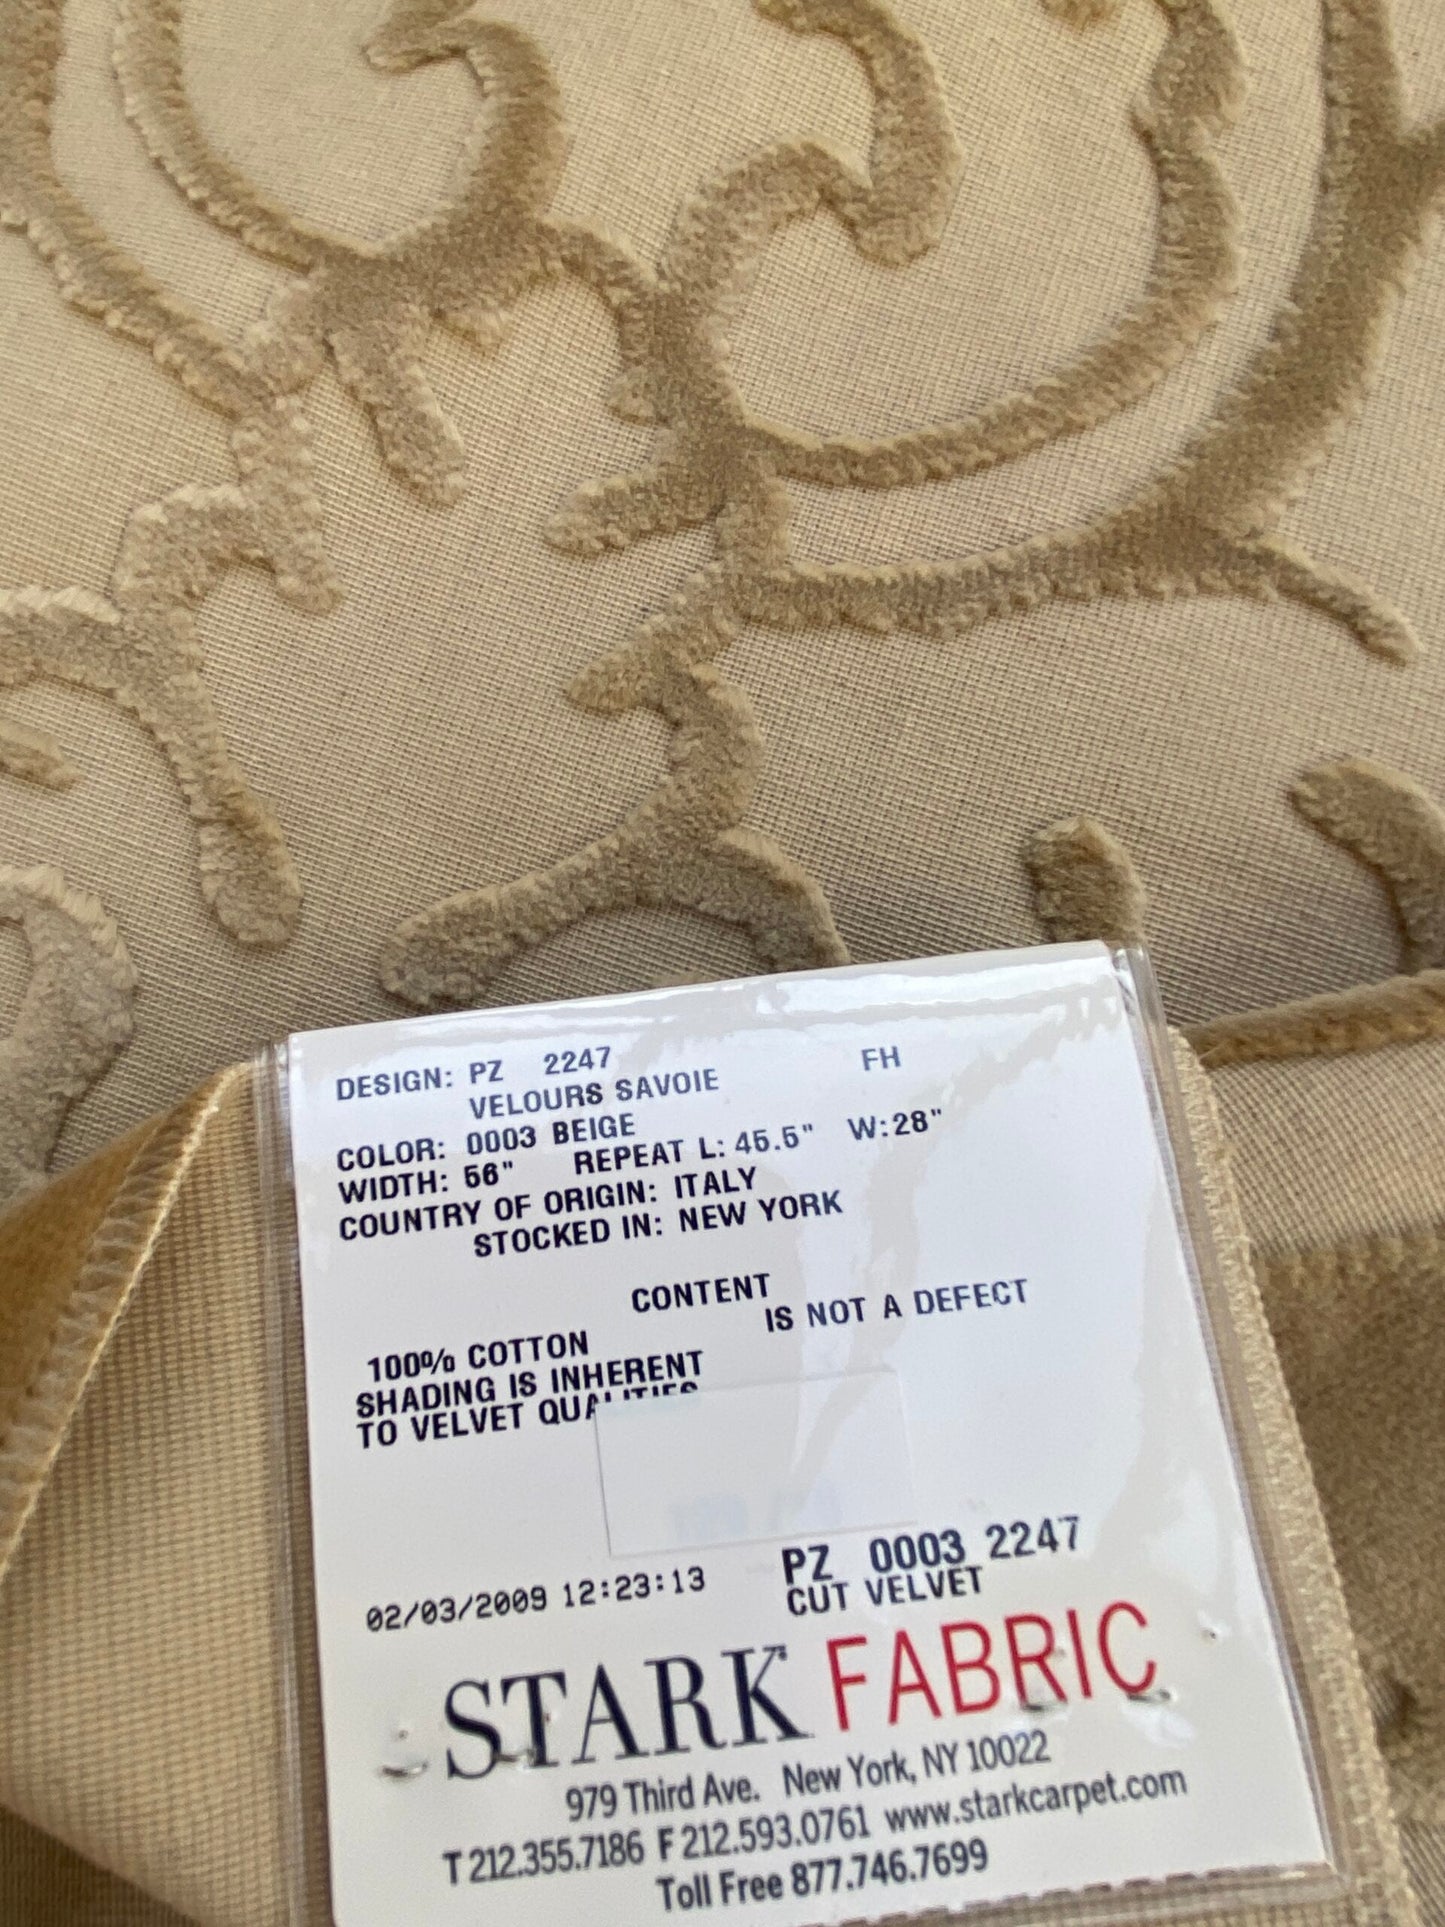 DESIGN: PZ 2247 FH
VELOURS SAVOIE
COLOR: 0003 BEIGE
WIDTH: 56" REPEAT L: 45.5" W:28"
COUNTRY OF ORIGIN: ITALY
STOCKED IN: NEW YORK
CONTENT
100% COTTON IS NOT A DEFECT
SHADING IS INHERENT
TO VELVET QUALITIES
PZ 0003 2247
02/03/2009 12:23:13 CUT VELVET
STARK FABRIC
979 Third Ave. New York, NY 10022
T 212.355.7186 F 212.593.0761 www.starkcarpet.com
Toll Free 877.746.7699